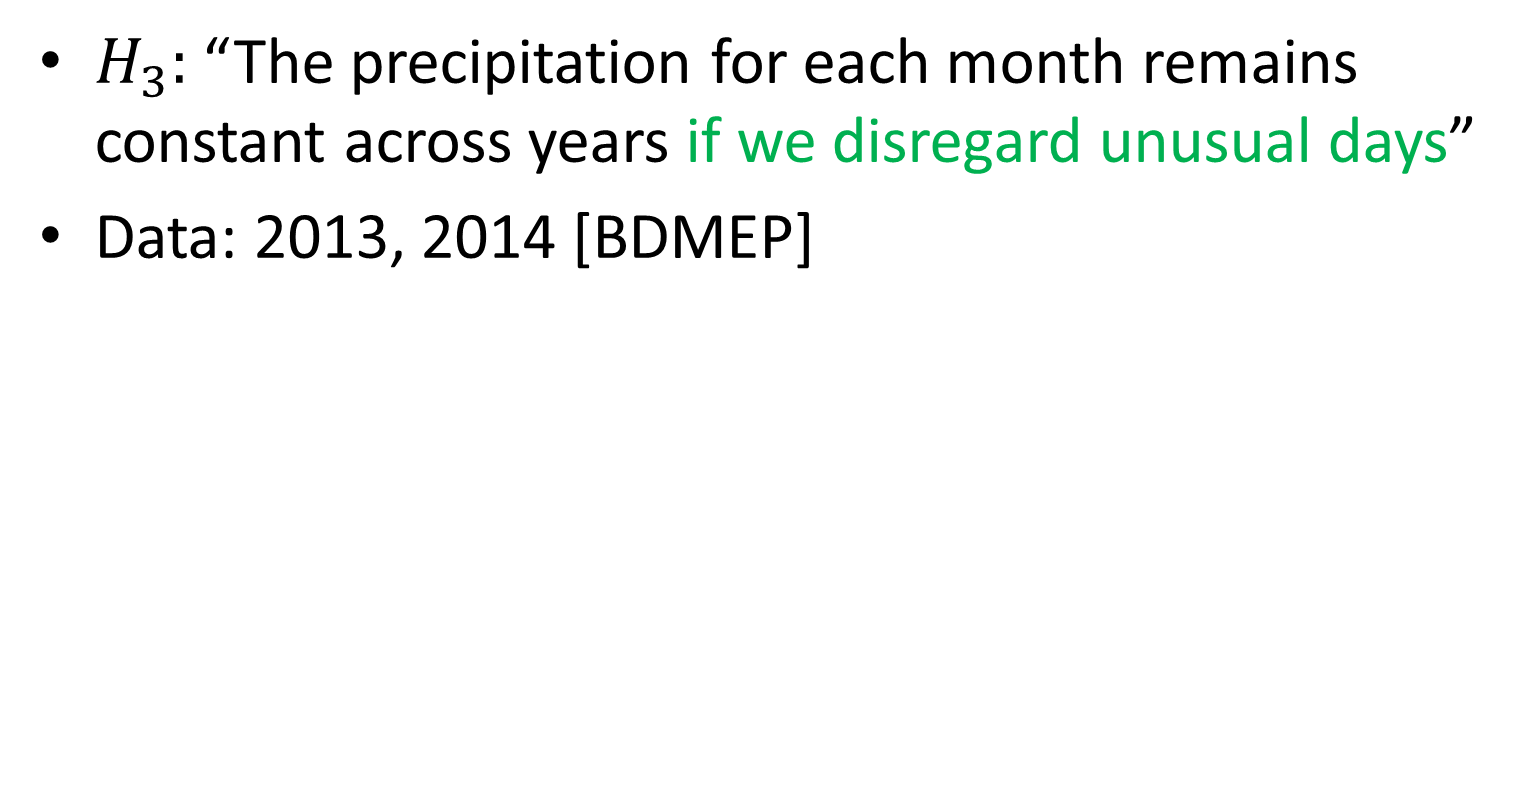 • H₃: “The precipitation for each month remains
constant across years if we disregard unusual days”
• Data: 2013, 2014 [BDMEP]